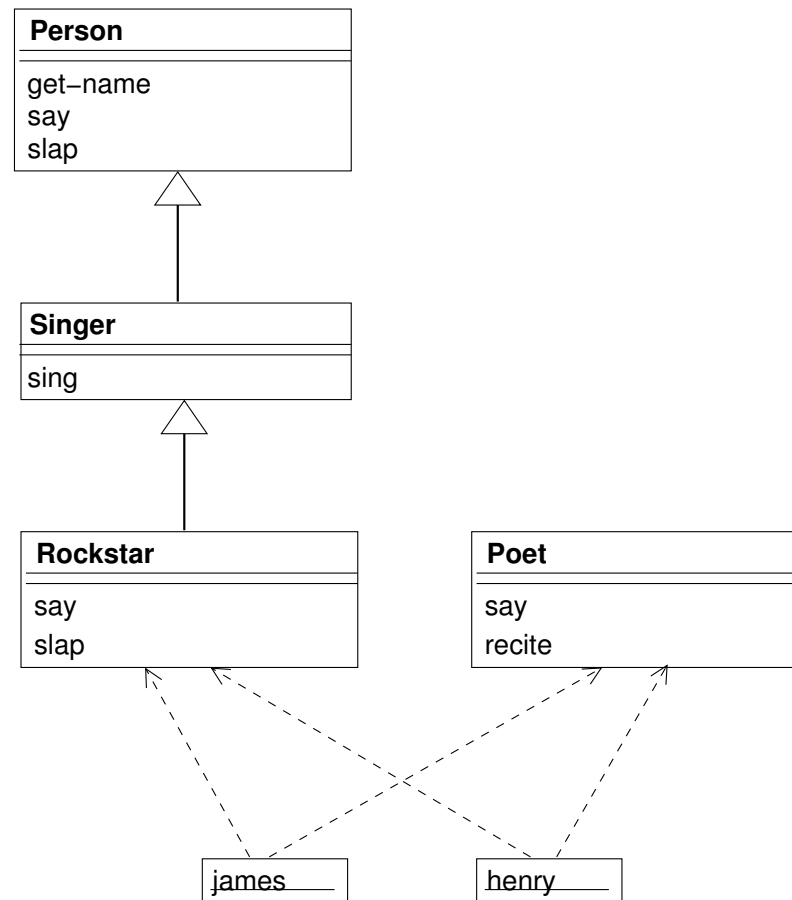 Person
get−name
say
slap
Singer
sing
Rockstar
say
slap
Poet
say
recite
james
henry